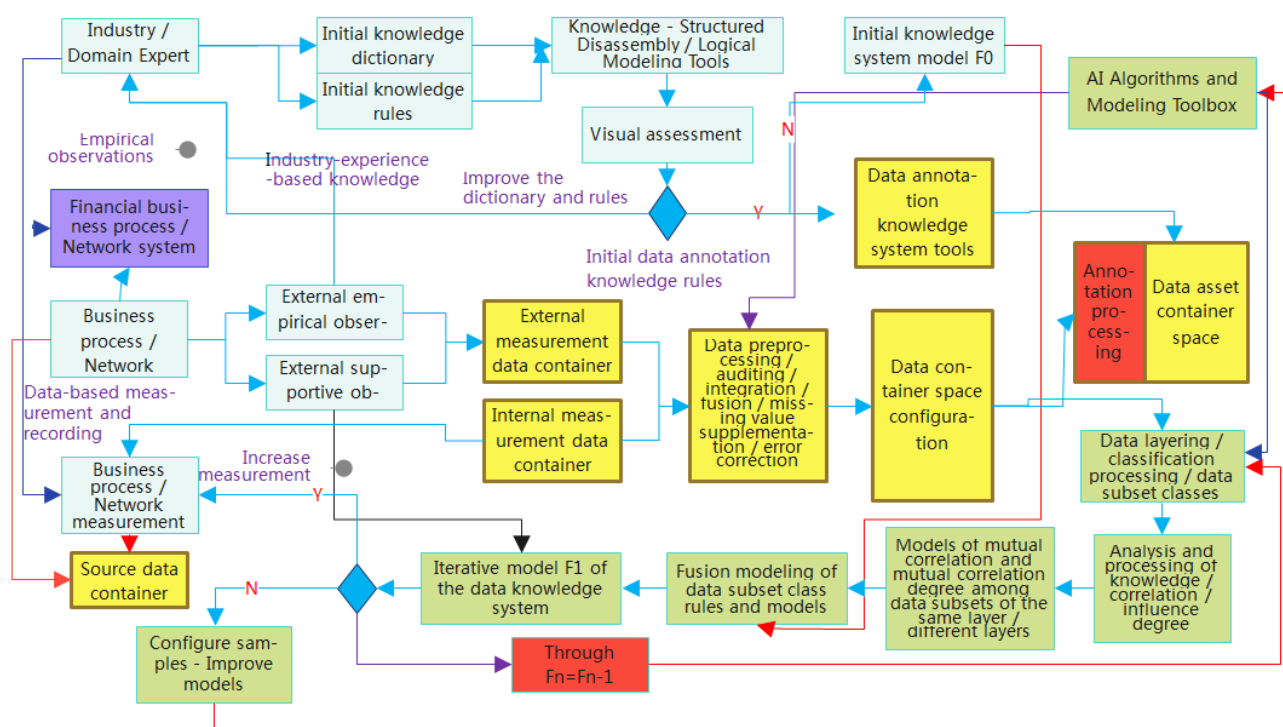 Industry /
Domain Expert
Initial knowledge
dictionary
Initial knowledge
rules
Knowledge - Structured
Disassembly / Logical
Modeling Tools
Initial knowledge
system model F0
AI Algorithms and
Modeling Toolbox
Visual assessment
N
Empirical
observations
Industry-experience
-based knowledge
Improve the
dictionary and rules
Y
Initial data annotation
knowledge rules
Data annota-
tion
knowledge
system tools
Financial busi-
ness process /
Network system
Anno-
tation
pro-
cess-
ing
Data asset
container
space
Business
process /
Network
External em-
pirical obser-
External sup-
portive ob-
External
measurement
data container
Internal meas-
urement data
container
Data prepro-
cessing /
auditing /
integration /
fusion / miss-
ing value
supplementa-
tion / error
correction
Data con-
tainer space
configura-
tion
Data-based meas-
urement and
recording
Increase
measurement
Y
Business
process /
Network
measurement
Source data
container
Data layering /
classification
processing / data
subset classes
Analysis and
processing of
knowledge /
correlation /
influence
degree
Models of mutual
correlation and
mutual correlation
degree among
data subsets of the
same layer /
different layers
Fusion modeling of
data subset class
rules and models
Iterative model F1 of
the data knowledge
system
N
Configure sam-
ples - Improve
models
Through
Fn=Fn-1